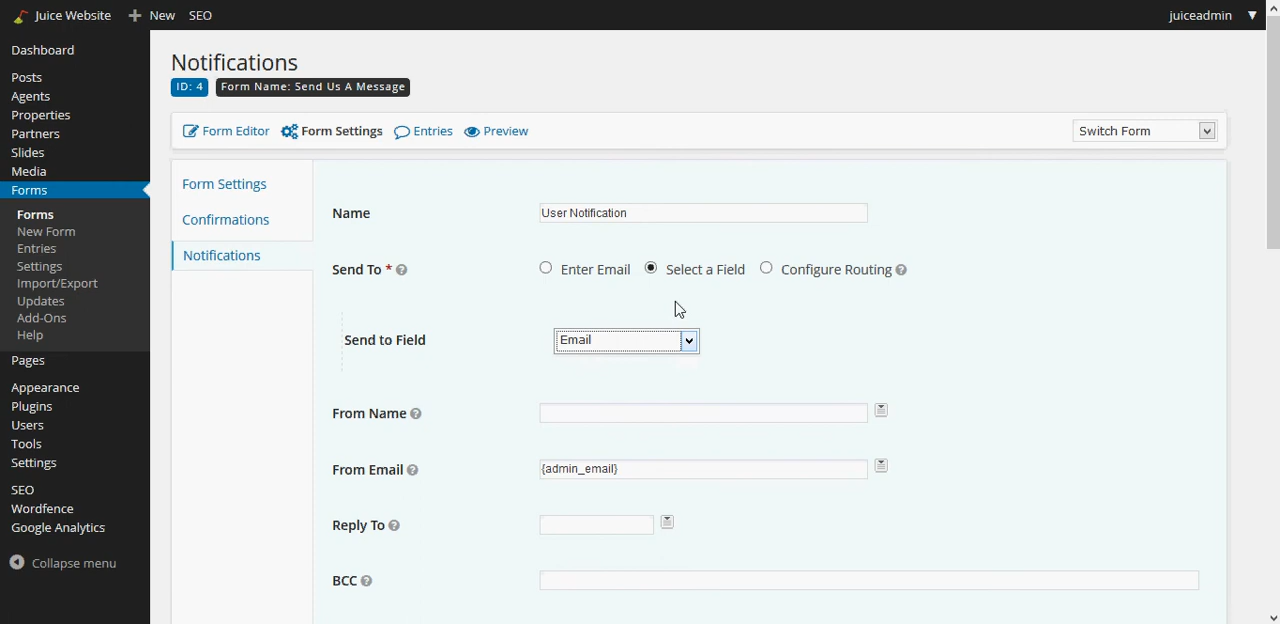 Juice Website New SEO juiceadmin
Dashboard
Posts
Agents
Properties
Partners
Slides
Media
Forms
Forms
New Form
Entries
Settings
Import/Export
Updates
Add-Ons
Help
Pages
Appearance
Plugins
Users
Tools
Settings
SEO
Wordfence
Google Analytics
Collapse menu
Notifications
ID: 4 Form Name: Send Us A Message
Form Editor Form Settings Entries Preview Switch Form
Form Settings
Confirmations
Notifications
Name User Notification
Send To * Enter Email Select a Field Configure Routing
Send to Field Email
From Name
From Email {admin_email}
Reply To
BCC